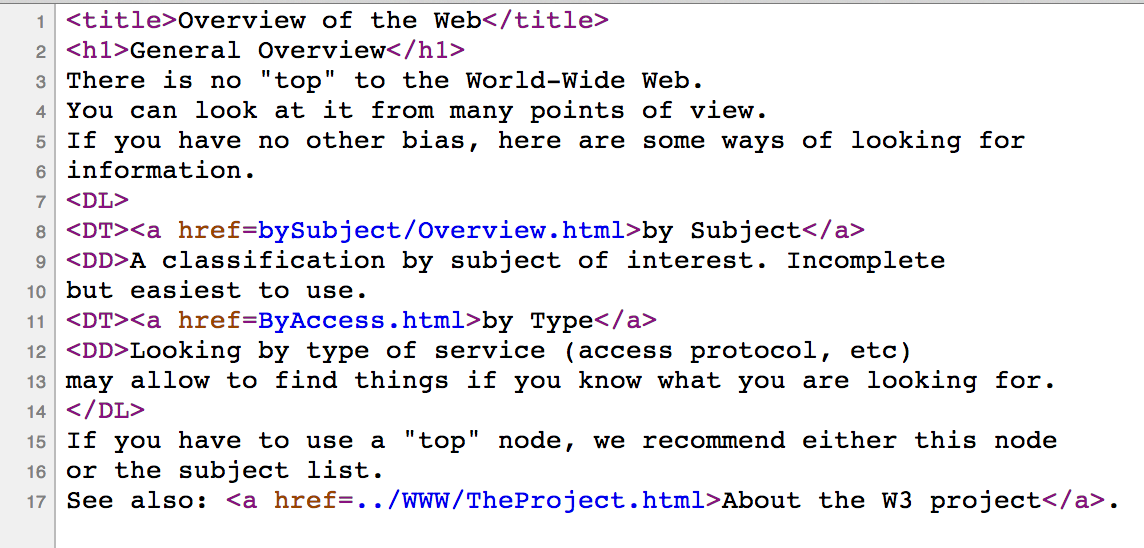 1 <title>Overview of the Web</title>
2 <h1>General Overview</h1>
3 There is no "top" to the World-Wide Web.
4 You can look at it from many points of view.
5 If you have no other bias, here are some ways of looking for
6 information.
7 <DL>
8 <DT><a href=bySubject/Overview.html>by Subject</a>
9 <DD>A classification by subject of interest. Incomplete
10 but easiest to use.
11 <DT><a href=ByAccess.html>by Type</a>
12 <DD>Looking by type of service (access protocol, etc)
13 may allow to find things if you know what you are looking for.
14 </DL>
15 If you have to use a "top" node, we recommend either this node
16 or the subject list.
17 See also: <a href=../WWW/TheProject.html>About the W3 project</a>.